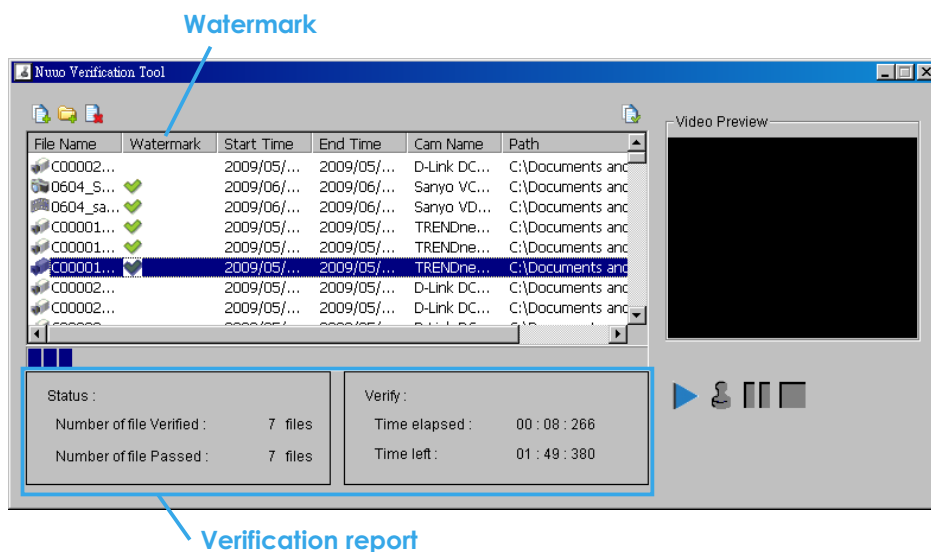 Watermark
Nuuo Verification Tool
Video Preview
File Name Watermark Start Time End Time Cam Name Path
C00002... 2009/05/... 2009/05/... D-Link DC... C:\Documents and
0604_S... 2009/06/... 2009/06/... Sanyo VC... C:\Documents and
0604_sa... 2009/06/... 2009/06/... Sanyo VD... C:\Documents and
C00001... 2009/05/... 2009/05/... TRENDne... C:\Documents and
C00001... 2009/05/... 2009/05/... TRENDne... C:\Documents and
C00001... 2009/05/... 2009/05/... TRENDne... C:\Documents and
C00002... 2009/05/... 2009/05/... D-Link DC... C:\Documents and
C00002... 2009/05/... 2009/05/... D-Link DC... C:\Documents and
Status :
Number of file Verified : 7 files
Number of file Passed : 7 files
Verify :
Time elapsed : 00 : 08 : 266
Time left : 01 : 49 : 380
Verification report